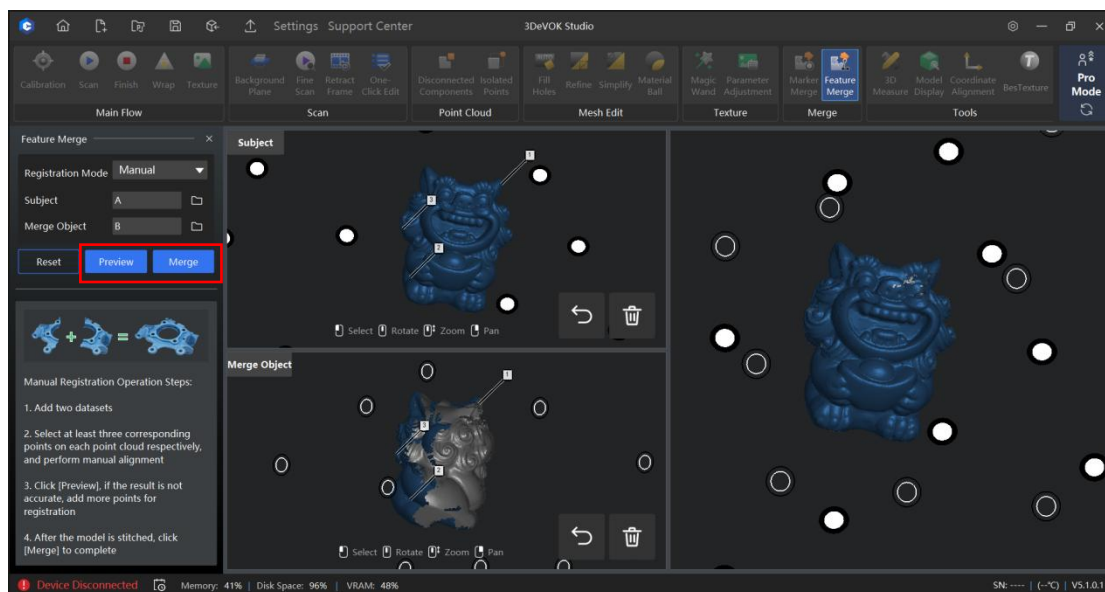 Settings Support Center
3DeVOK Studio
Calibration Scan Finish Wrap Texture
Main Flow
Background Plane Fine Scan Retract Frame One-Click Edit
Scan
Disconnected Components Isolated Points
Point Cloud
Fill Holes Refine Simplify Material Ball
Mesh Edit
Magic Wand Parameter Adjustment
Texture
Marker Merge Feature Merge
Merge
3D Measure Model Display Coordinate Alignment BesTexture
Tools
Pro Mode
Feature Merge
Registration Mode Manual
Subject A
Merge Object B
Reset Preview Merge
Manual Registration Operation Steps:
1. Add two datasets
2. Select at least three corresponding
points on each point cloud respectively,
and perform manual alignment
3. Click [Preview], if the result is not
accurate, add more points for
registration
4. After the model is stitched, click
[Merge] to complete
Subject
1
3
2
Select Rotate Zoom Pan
Merge Object
1
3
2
Select Rotate Zoom Pan
Device Disconnected Memory: 41% | Disk Space: 96% | VRAM: 48%
SN: ---- | (--℃) | V5.1.0.1